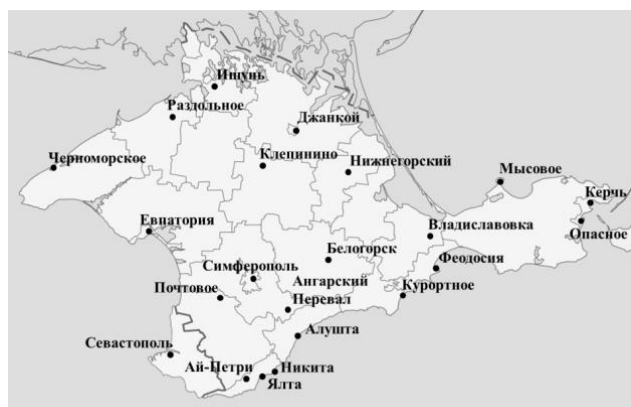 Ишунь
Раздольное
Джанкой
Черноморское
Клепинино
Нижнегорский
Мысовое
Керчь
Евпатория
Владиславовка
Опасное
Белогорск
Симферополь
Феодосия
Почтовое
Ангарский
Перевал
Курортное
Алушта
Севастополь
Ай-Петри
Никита
Ялта